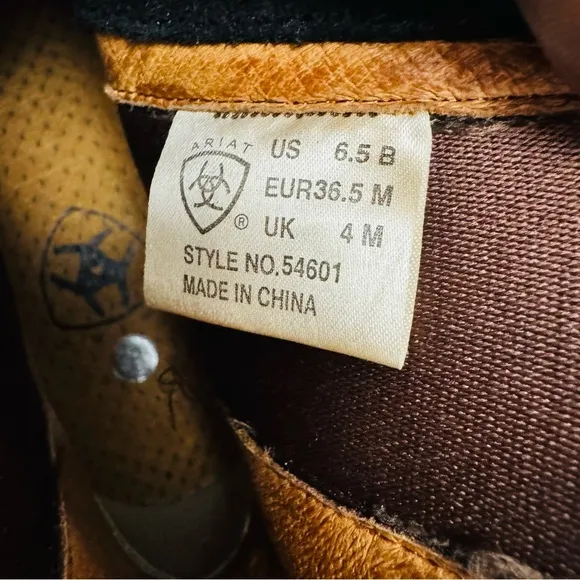 ARIAT
US 6.5 B
EUR36.5 M
® UK 4 M
STYLE NO.54601
MADE IN CHINA